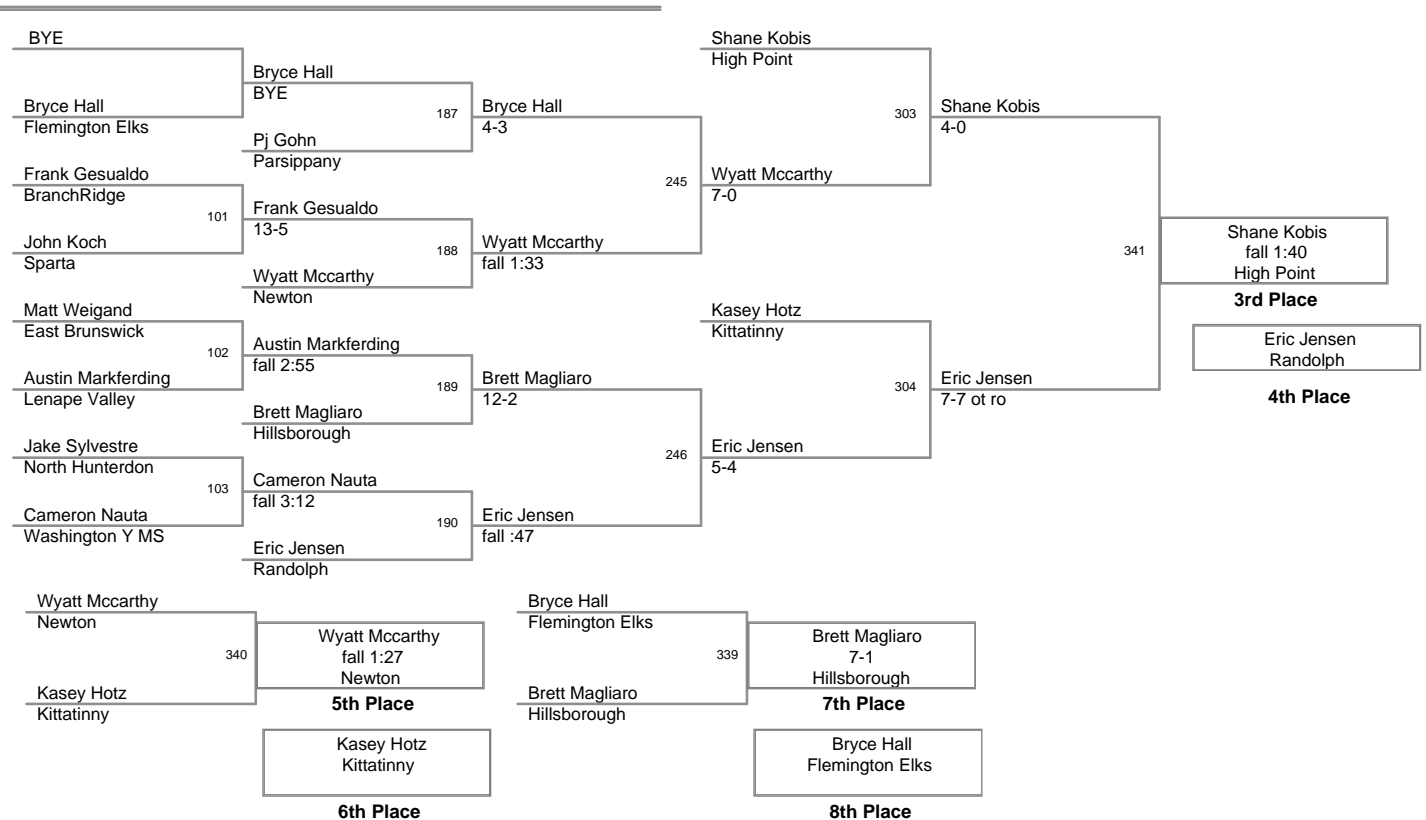 BYE
Bryce Hall
Flemington Elks
Frank Gesualdo
BranchRidge
101
John Koch
Sparta
Matt Weigand
East Brunswick
102
Austin Markferding
Lenape Valley
Jake Sylvestre
North Hunterdon
103
Cameron Nauta
Washington Y MS
Bryce Hall
BYE
187
Pj Gohn
Parsippany
Frank Gesualdo
13-5
188
Wyatt Mccarthy
Newton
Austin Markferding
fall 2:55
189
Brett Magliaro
Hillsborough
Cameron Nauta
fall 3:12
190
Eric Jensen
Randolph
Bryce Hall
4-3
245
Wyatt Mccarthy
fall 1:33
Brett Magliaro
12-2
246
Eric Jensen
fall :47
Shane Kobis
High Point
303
Wyatt Mccarthy
7-0
Kasey Hotz
Kittatinny
304
Eric Jensen
5-4
Shane Kobis
4-0
341
Eric Jensen
7-7 ot ro
Shane Kobis
fall 1:40
High Point
3rd Place
Eric Jensen
Randolph
4th Place
Wyatt Mccarthy
Newton
340
Kasey Hotz
Kittatinny
Wyatt Mccarthy
fall 1:27
Newton
5th Place
Kasey Hotz
Kittatinny
6th Place
Bryce Hall
Flemington Elks
339
Brett Magliaro
Hillsborough
Brett Magliaro
7-1
Hillsborough
7th Place
Bryce Hall
Flemington Elks
8th Place